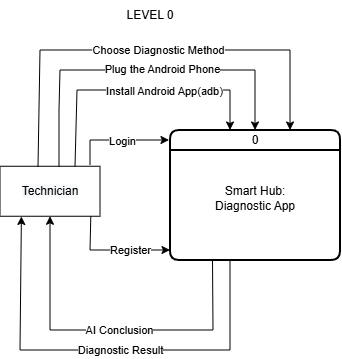 LEVEL 0
Choose Diagnostic Method
Plug the Android Phone
Install Android App(adb)
Login
0
Technician
Smart Hub:
Diagnostic App
Register
AI Conclusion
Diagnostic Result